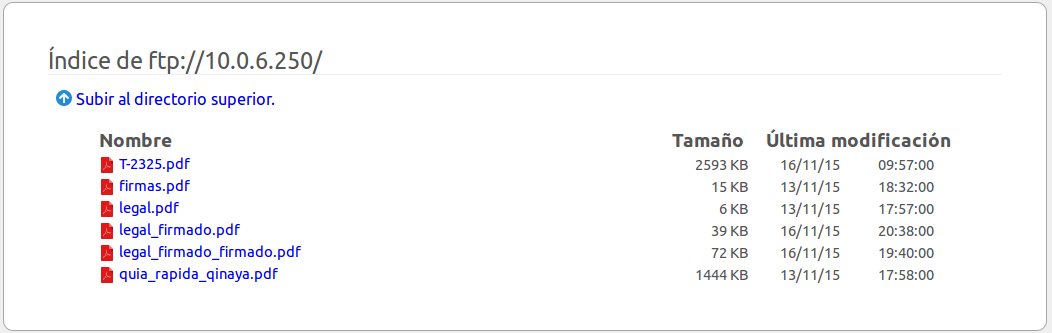 Índice de ftp://10.0.6.250/
Subir al directorio superior.
Nombre Tamaño Última modificación
T-2325.pdf 2593 KB 16/11/15 09:57:00
firmas.pdf 15 KB 13/11/15 18:32:00
legal.pdf 6 KB 13/11/15 17:57:00
legal_firmado.pdf 39 KB 16/11/15 20:38:00
legal_firmado_firmado.pdf 72 KB 16/11/15 19:40:00
quia_rapida_qinaya.pdf 1444 KB 13/11/15 17:58:00